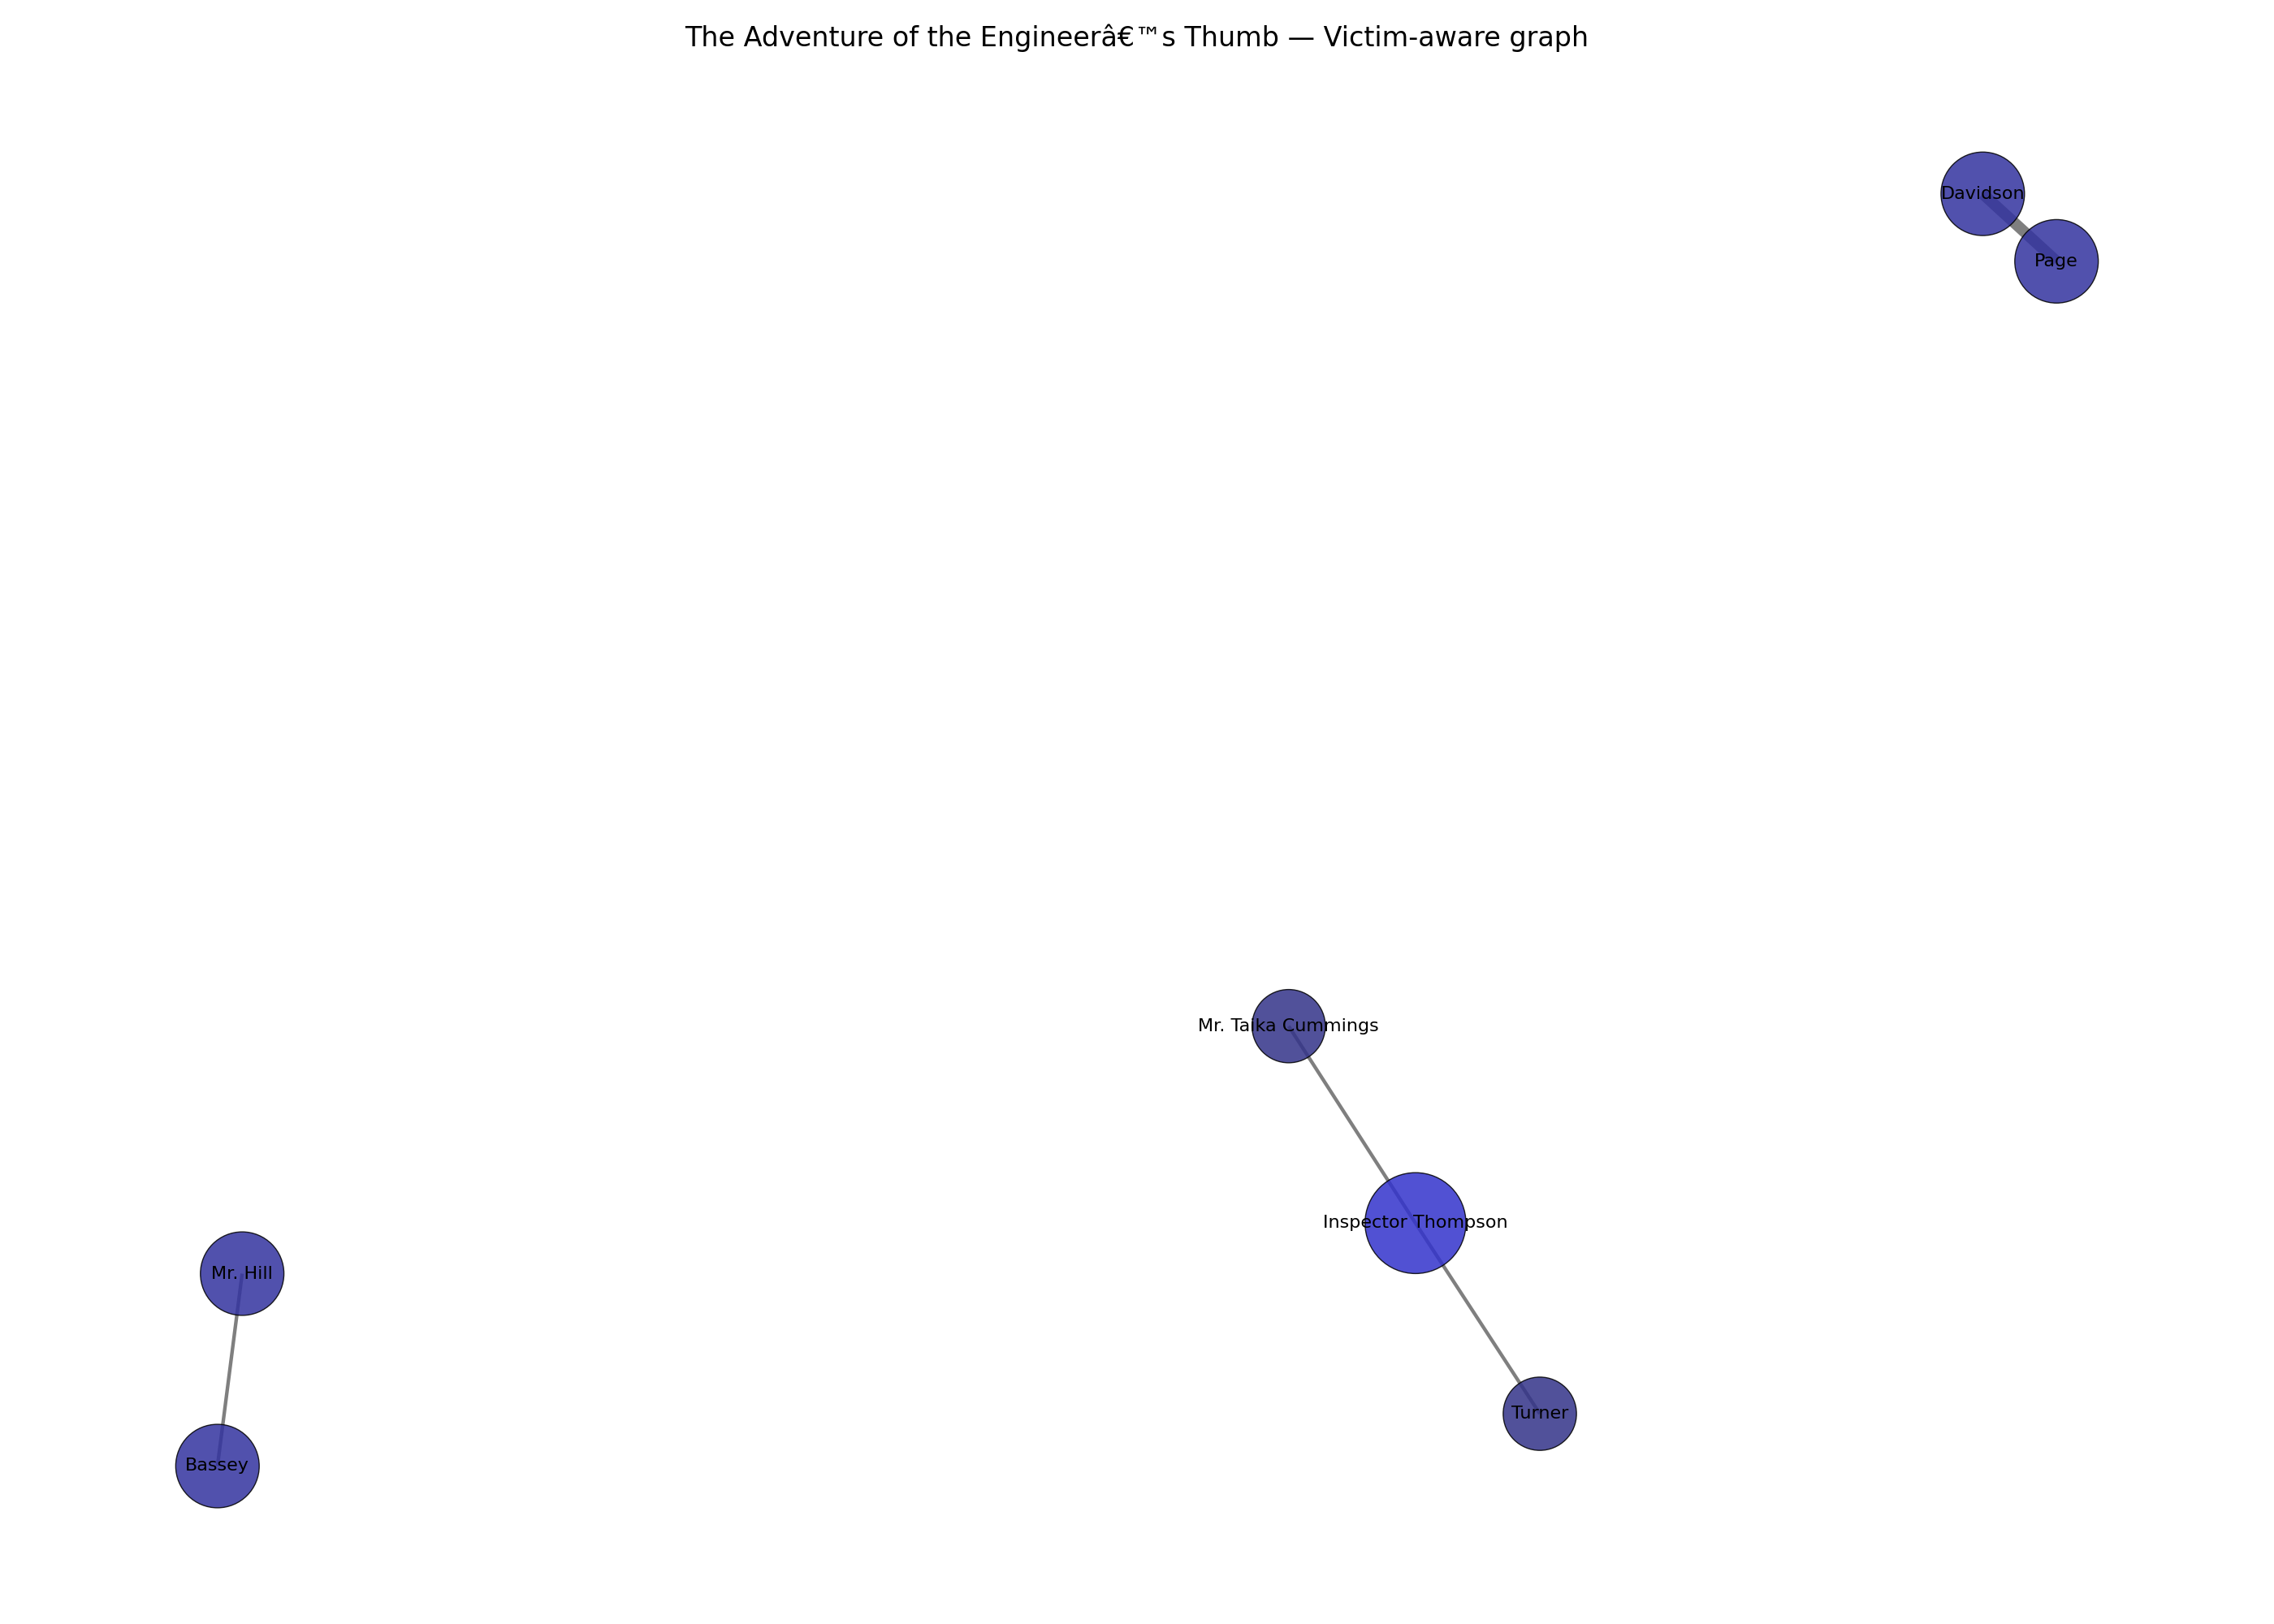 The Adventure of the Engineerâ€™s Thumb — Victim-aware graph
Davidson
Page
Mr. Taika Cummings
Inspector Thompson
Mr. Hill
Turner
Bassey